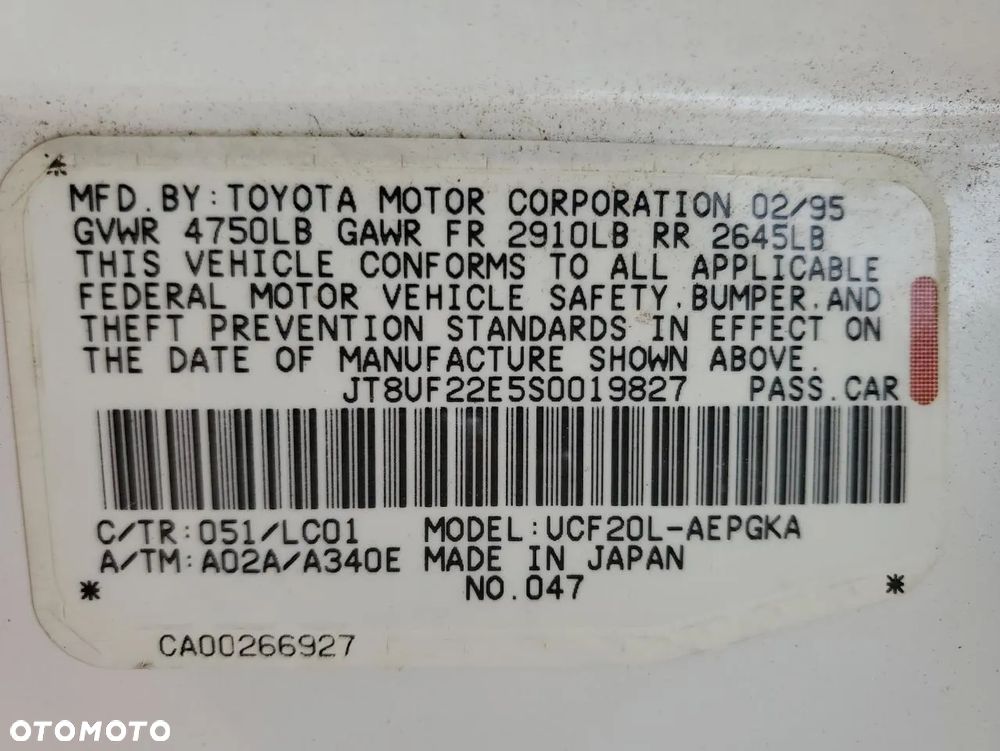 MFD.BY:TOYOTA MOTOR CORPORATION 02/95
GVWR 4750LB GAWR FR 2910LB RR 2645LB
THIS VEHICLE CONFORMS TO ALL APPLICABLE
FEDERAL MOTOR VEHICLE SAFETY.BUMPER.AND
THEFT PREVENTION STANDARDS IN EFFECT ON
THE DATE OF MANUFACTURE SHOWN ABOVE.
JT8UF22E5S0019827 PASS.CAR
C/TR:051/LC01 MODEL:UCF20L-AEPGKA
A/TM:A02A/A340E MADE IN JAPAN
* NO.047 *
CA00266927
OTOMOTO